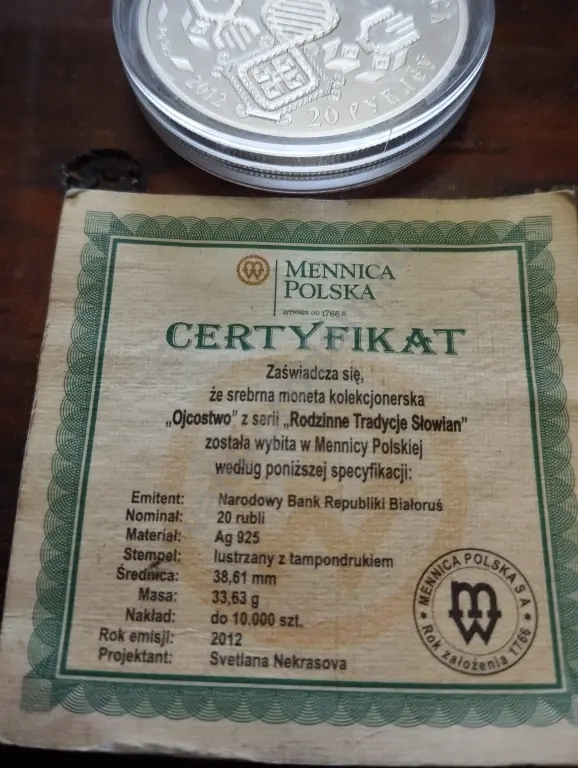 2012
20 рублёў
MENNICA
POLSKA
istnieje od 1766 r.
CERTYFIKAT
Zaświadcza się,
że srebrna moneta kolekcjonerska
„Ojcostwo” z serii „Rodzinne Tradycje Słowian”
została wybita w Mennicy Polskiej
według poniższej specyfikacji:
Emitent: Narodowy Bank Republiki Białoruś
Nominał: 20 rubli
Materiał: Ag 925
Stempel: lustrzany z tampondrukiem
Średnica: 38,61 mm
Masa: 33,63 g
Nakład: do 10.000 szt.
Rok emisji: 2012
Projektant: Svetlana Nekrasova
MENNICA POLSKA S A
Rok założenia 1766